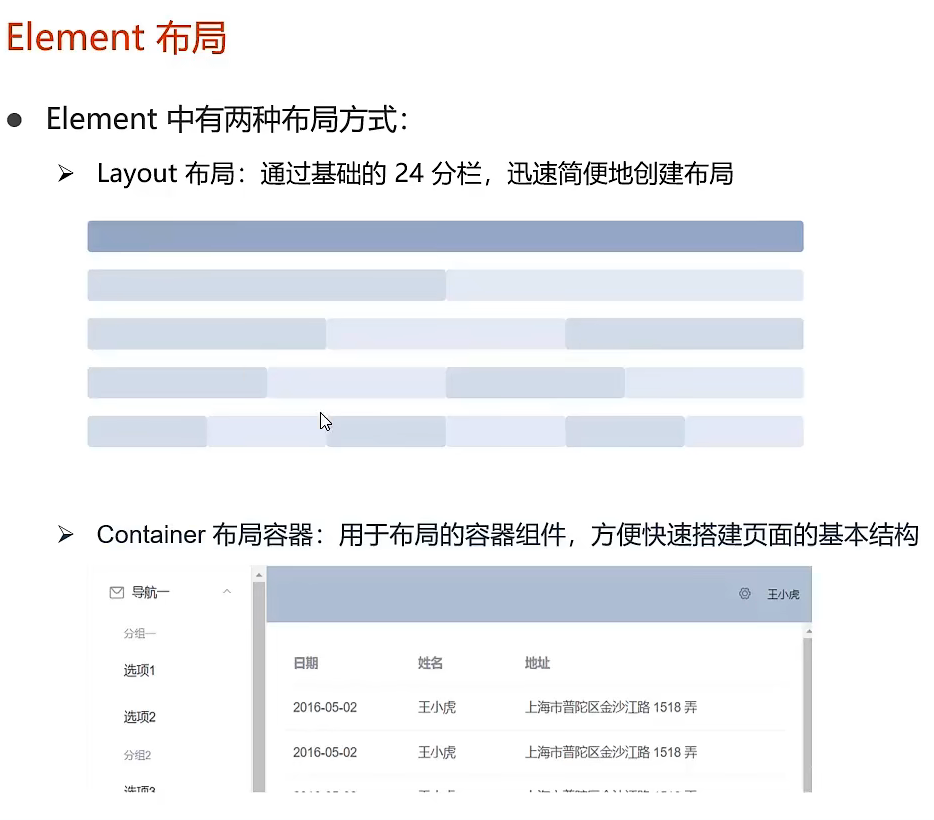 Element 布局
Element 中有两种布局方式：
Layout 布局：通过基础的 24 分栏，迅速简便地创建布局
Container 布局容器：用于布局的容器组件，方便快速搭建页面的基本结构
导航一
王小虎
分组一
选项1
选项2
分组2
选项3
日期 姓名 地址
2016-05-02 王小虎 上海市普陀区金沙江路 1518 弄
2016-05-02 王小虎 上海市普陀区金沙江路 1518 弄